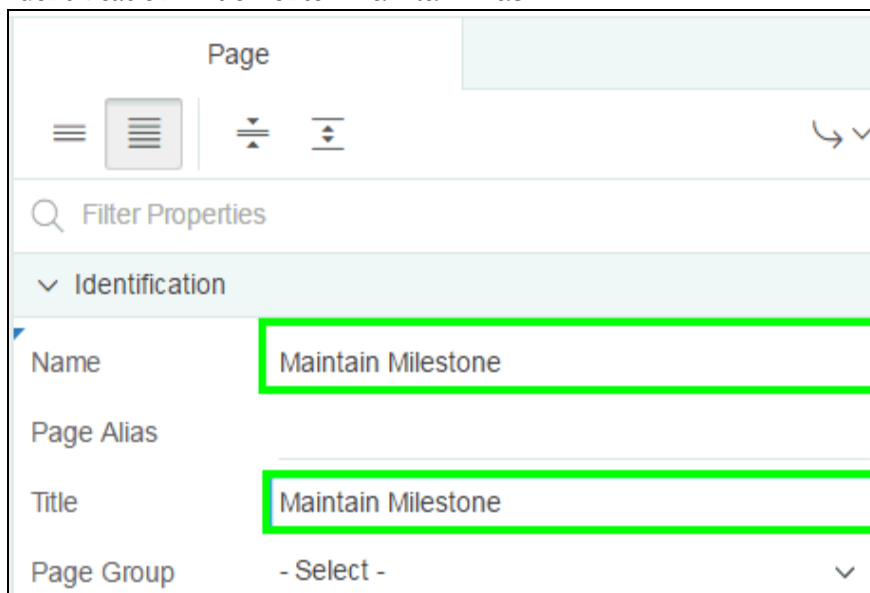 Page
Filter Properties
Identification
Name Maintain Milestone
Page Alias
Title Maintain Milestone
Page Group - Select -